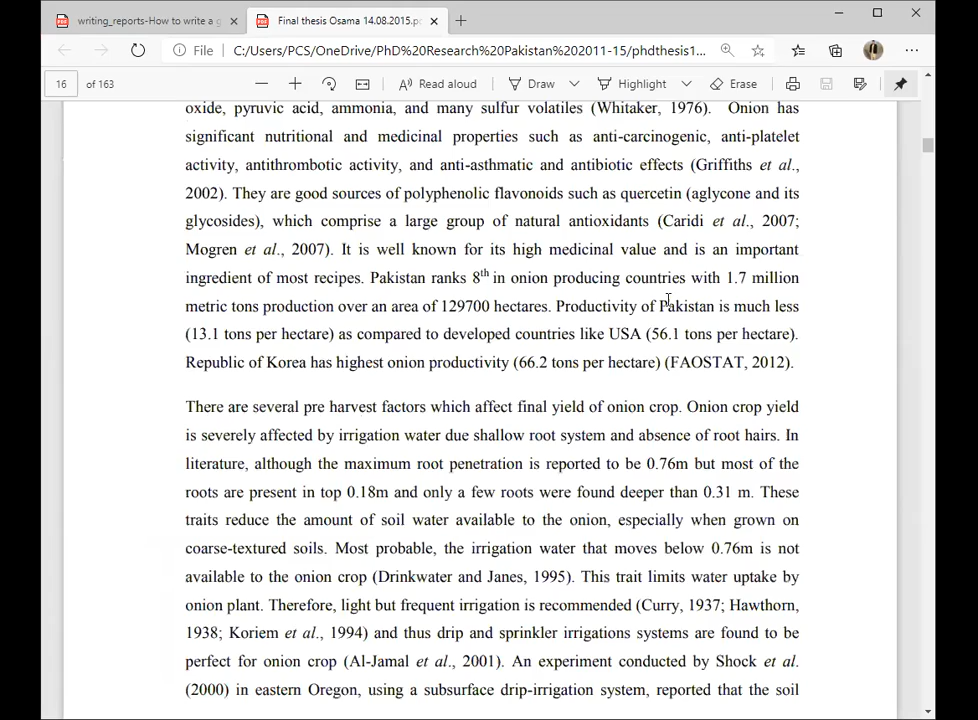 writing_reports-How to write a g
Final thesis Osama 14.08.2015.pd
File
C:/Users/PCS/OneDrive/PhD%20Research%20Pakistan%202011-15/phdthesis1...
16 of 163
Read aloud
Draw
Highlight
Erase
oxide, pyruvic acid, ammonia, and many sulfur volatiles (Whitaker, 1976). Onion has
significant nutritional and medicinal properties such as anti-carcinogenic, anti-platelet
activity, antithrombotic activity, and anti-asthmatic and antibiotic effects (Griffiths et al.,
2002). They are good sources of polyphenolic flavonoids such as quercetin (aglycone and its
glycosides), which comprise a large group of natural antioxidants (Caridi et al., 2007;
Mogren et al., 2007). It is well known for its high medicinal value and is an important
ingredient of most recipes. Pakistan ranks 8th in onion producing countries with 1.7 million
metric tons production over an area of 129700 hectares. Productivity of Pakistan is much less
(13.1 tons per hectare) as compared to developed countries like USA (56.1 tons per hectare).
Republic of Korea has highest onion productivity (66.2 tons per hectare) (FAOSTAT, 2012).
There are several pre harvest factors which affect final yield of onion crop. Onion crop yield
is severely affected by irrigation water due shallow root system and absence of root hairs. In
literature, although the maximum root penetration is reported to be 0.76m but most of the
roots are present in top 0.18m and only a few roots were found deeper than 0.31 m. These
traits reduce the amount of soil water available to the onion, especially when grown on
coarse-textured soils. Most probable, the irrigation water that moves below 0.76m is not
available to the onion crop (Drinkwater and Janes, 1995). This trait limits water uptake by
onion plant. Therefore, light but frequent irrigation is recommended (Curry, 1937; Hawthorn,
1938; Koriem et al., 1994) and thus drip and sprinkler irrigations systems are found to be
perfect for onion crop (Al-Jamal et al., 2001). An experiment conducted by Shock et al.
(2000) in eastern Oregon, using a subsurface drip-irrigation system, reported that the soil